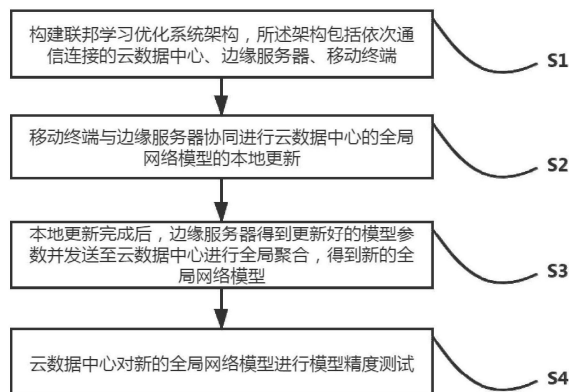 构建联邦学习优化系统架构，所述架构包括依次通
信连接的云数据中心、边缘服务器、移动终端
S1
移动终端与边缘服务器协同进行云数据中心的全局
网络模型的本地更新
S2
本地更新完成后，边缘服务器得到更新好的模型参
数并发送至云数据中心进行全局聚合，得到新的全
局网络模型
S3
云数据中心对新的全局网络模型进行模型精度测试
S4